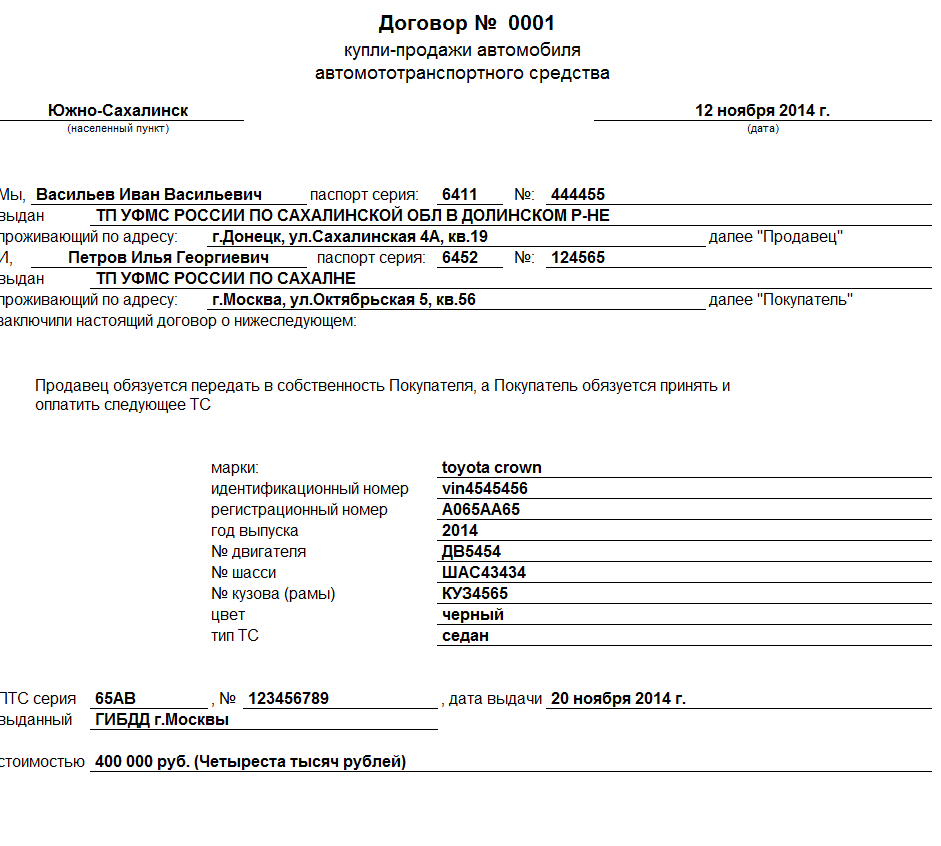 Договор № 0001
купли-продажи автомобиля
автомототранспортного средства
Южно-Сахалинск 12 ноября 2014 г.
(населенный пункт) (дата)
Мы, Васильев Иван Васильевич паспорт серия: 6411 №: 444455
выдан ТП УФМС РОССИИ ПО САХАЛИНСКОЙ ОБЛ В ДОЛИНСКОМ Р-НЕ
проживающий по адресу: г.Донецк, ул.Сахалинская 4А, кв.19 далее "Продавец"
И, Петров Илья Георгиевич паспорт серия: 6452 №: 124565
выдан ТП УФМС РОССИИ ПО САХАЛНЕ
проживающий по адресу: г.Москва, ул.Октябрьская 5, кв.56 далее "Покупатель"
заключили настоящий договор о нижеследующем:
Продавец обязуется передать в собственность Покупателя, а Покупатель обязуется принять и
оплатить следующее ТС
марки: toyota crown
идентификационный номер vin4545456
регистрационный номер А065АА65
год выпуска 2014
№ двигателя ДВ5454
№ шасси ШАС43434
№ кузова (рамы) КУЗ4565
цвет черный
тип ТС седан
ПТС серия 65АВ , № 123456789 , дата выдачи 20 ноября 2014 г.
выданный ГИБДД г.Москвы
стоимостью 400 000 руб. (Четыреста тысяч рублей)